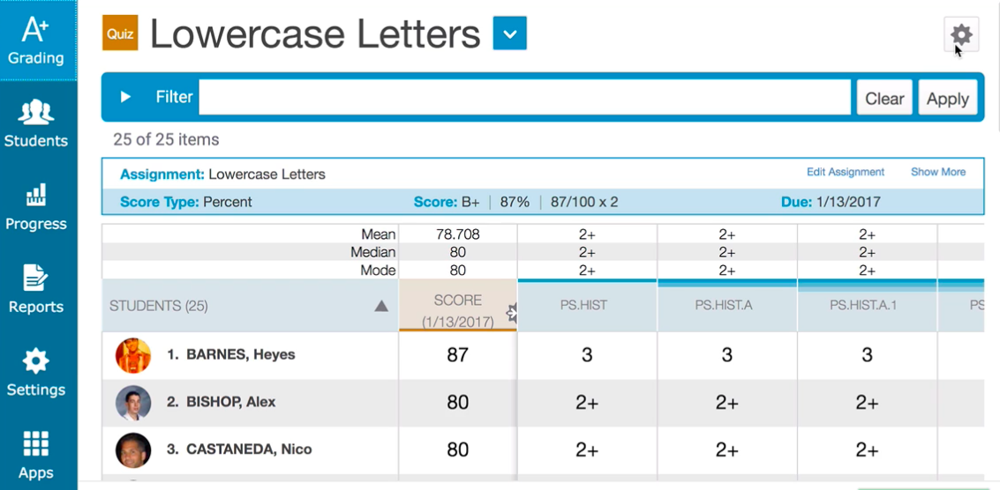 A+
Grading
Students
Progress
Reports
Settings
Apps
Quiz Lowercase Letters
Filter Clear Apply
25 of 25 items
Assignment: Lowercase Letters Edit Assignment Show More
Score Type: Percent Score: B+ | 87% | 87/100 x 2 Due: 1/13/2017
Mean 78.708 2+ 2+ 2+
Median 80 2+ 2+ 2+
Mode 80 2+ 2+ 2+
STUDENTS (25) SCORE (1/13/2017) PS.HIST PS.HIST.A PS.HIST.A.1 PS
1. BARNES, Heyes 87 3 3 3
2. BISHOP, Alex 80 2+ 2+ 2+
3. CASTANEDA, Nico 80 2+ 2+ 2+